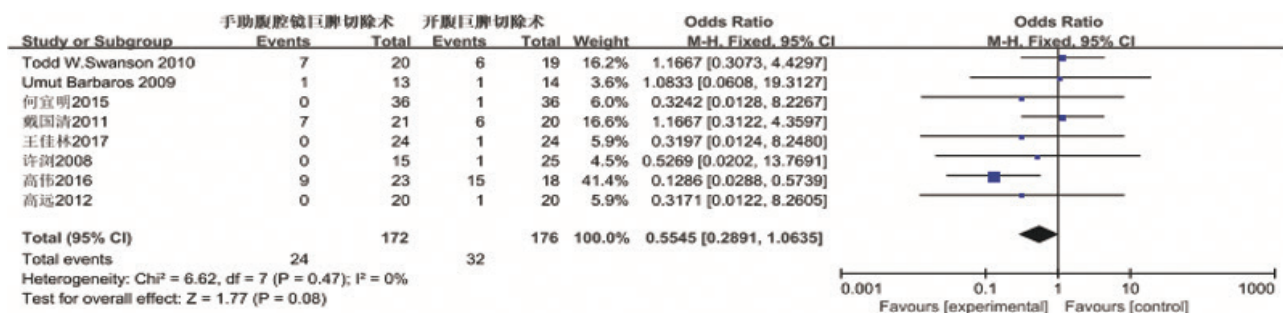 手助腹腔镜巨脾切除术 开腹巨脾切除术 Odds Ratio Odds Ratio
Study or Subgroup Events Total Events Total Weight M-H, Fixed, 95% CI M-H, Fixed, 95% CI
Todd W.Swanson 2010 7 20 6 19 16.2% 1.1667 [0.3073, 4.4297]
Umut Barbaros 2009 1 13 1 14 3.6% 1.0833 [0.0608, 19.3127]
何宜明2015 0 36 1 36 6.0% 0.3242 [0.0128, 8.2267]
戴国清2011 7 21 6 20 16.6% 1.1667 [0.3122, 4.3597]
王佳林2017 0 24 1 24 5.9% 0.3197 [0.0124, 8.2480]
许浏2008 0 15 1 25 4.5% 0.5269 [0.0202, 13.7691]
高伟2016 9 23 15 18 41.4% 0.1286 [0.0288, 0.5739]
高远2012 0 20 1 20 5.9% 0.3171 [0.0122, 8.2605]
Total (95% CI) 172 176 100.0% 0.5545 [0.2891, 1.0635]
Total events 24 32
Heterogeneity: Chi² = 6.62, df = 7 (P = 0.47); I² = 0%
Test for overall effect: Z = 1.77 (P = 0.08)
0.001 0.1 1 10 1000
Favours [experimental] Favours [control]